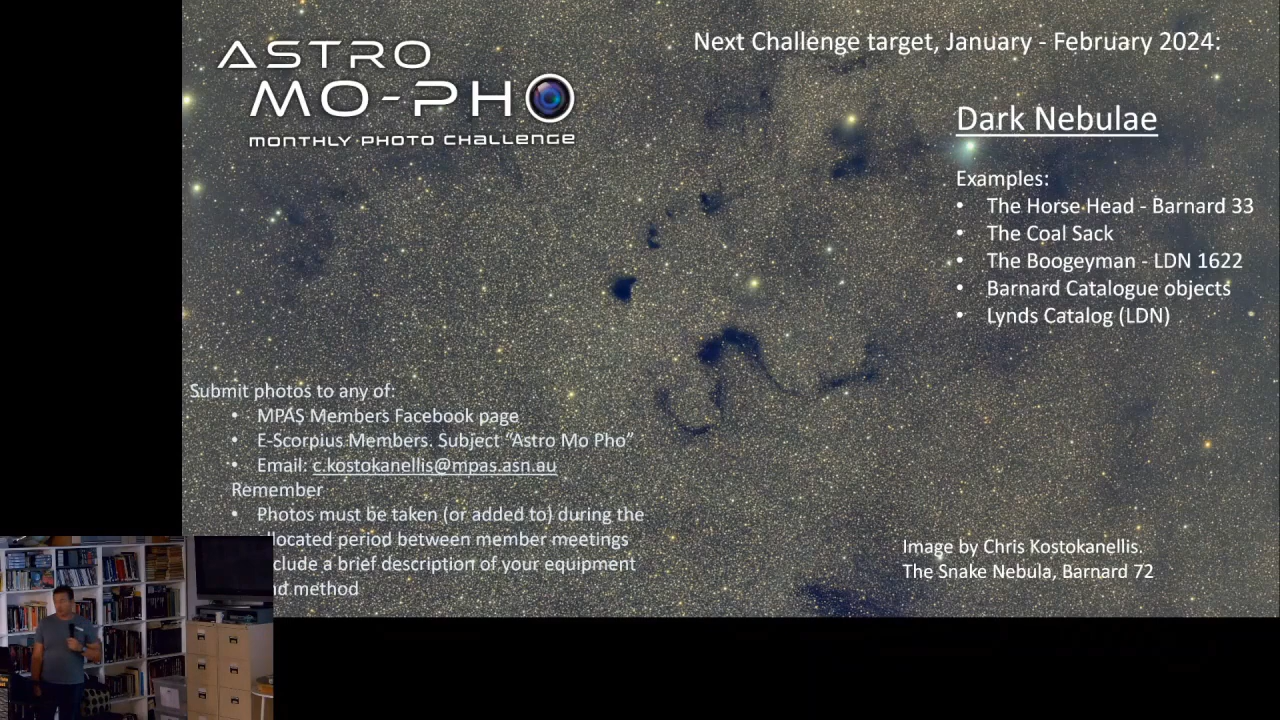 ASTRO
MO-PHO
MONTHLY PHOTO CHALLENGE
Next Challenge target, January - February 2024:
Dark Nebulae
Examples:
• The Horse Head - Barnard 33
• The Coal Sack
• The Boogeyman - LDN 1622
• Barnard Catalogue objects
• Lynds Catalog (LDN)
Submit photos to any of:
• MPAS Members Facebook page
• E-Scorpius Members. Subject “Astro Mo Pho”
• Email: c.kostokanellis@mpas.asn.au
Remember
• Photos must be taken (or added to) during the
llocated period between member meetings
clude a brief description of your equipment
nd method
Image by Chris Kostokanellis.
The Snake Nebula, Barnard 72